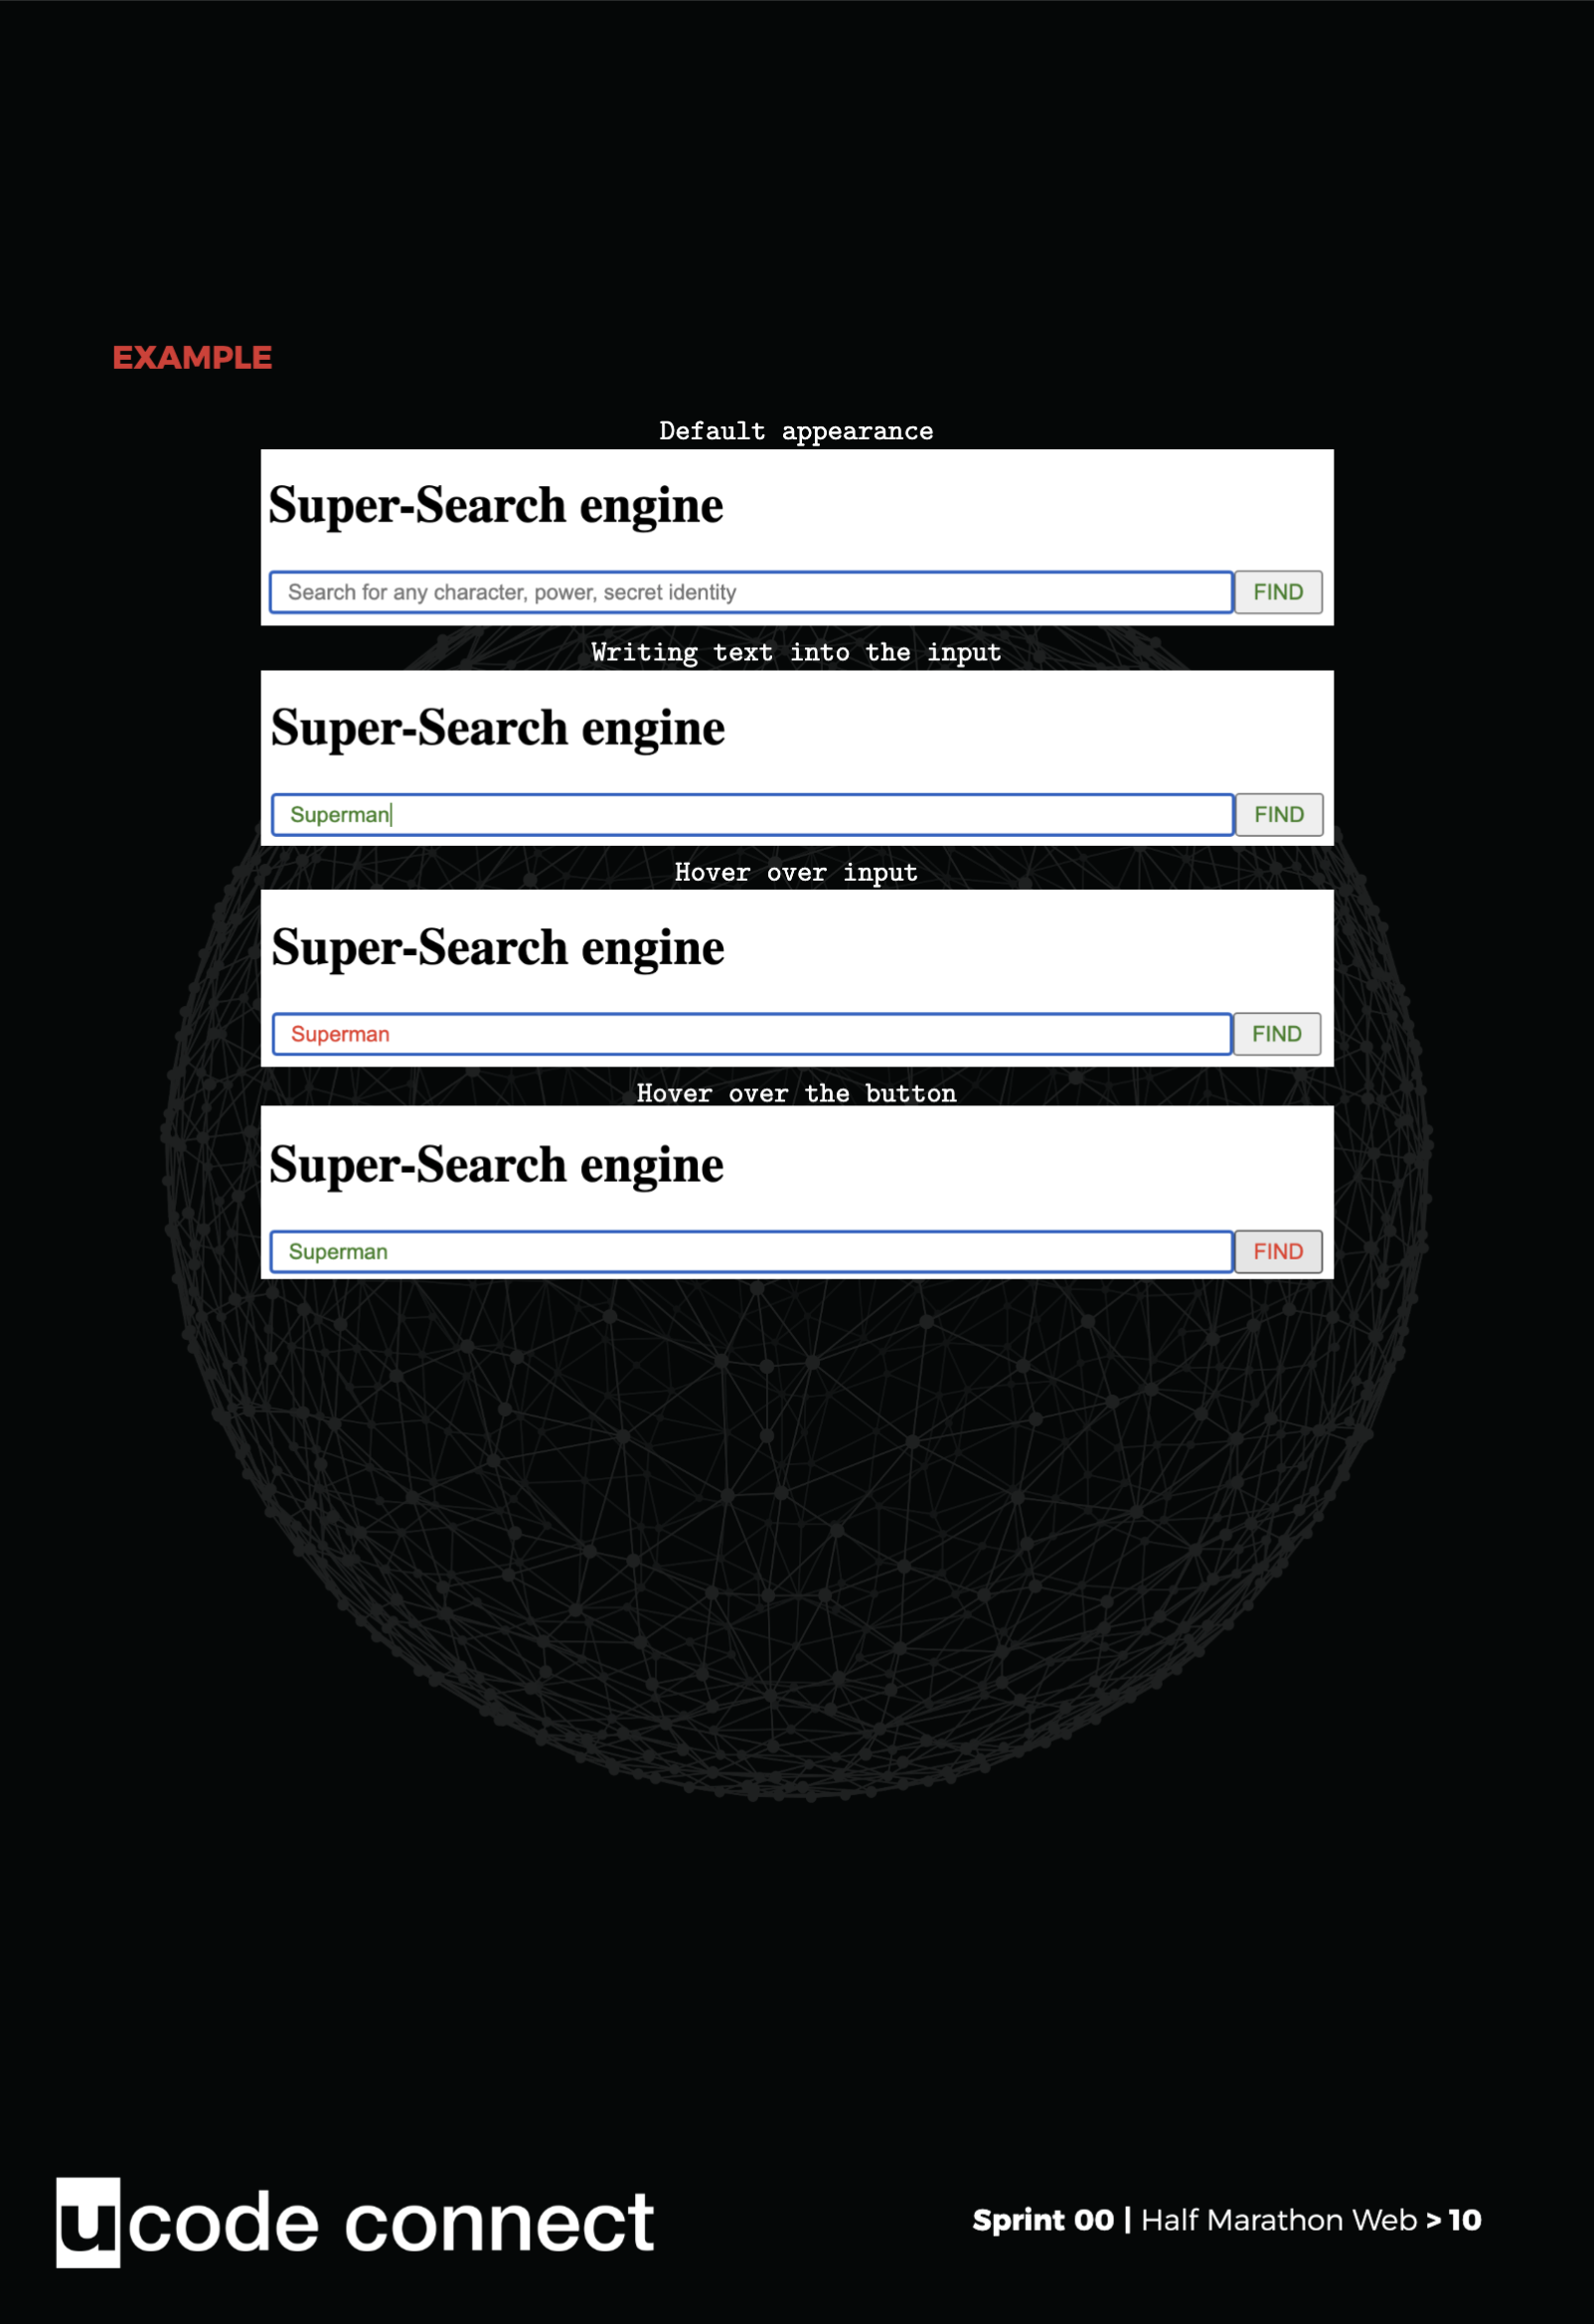 EXAMPLE
Default appearance
Super-Search engine
Search for any character, power, secret identity FIND
Writing text into the input
Super-Search engine
Superman FIND
Hover over input
Super-Search engine
Superman FIND
Hover over the button
Super-Search engine
Superman FIND
ucode connect
Sprint 00 | Half Marathon Web > 10